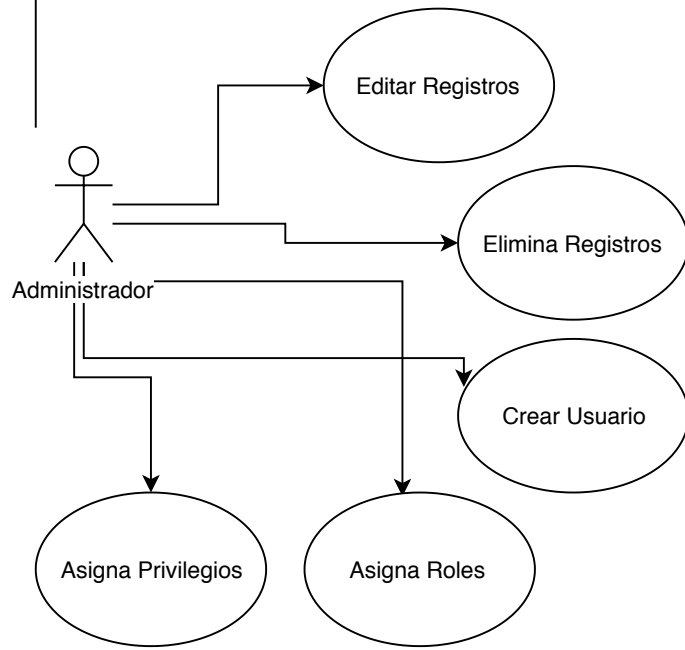 Editar Registros
Elimina Registros
Administrador
Crear Usuario
Asigna Privilegios
Asigna Roles